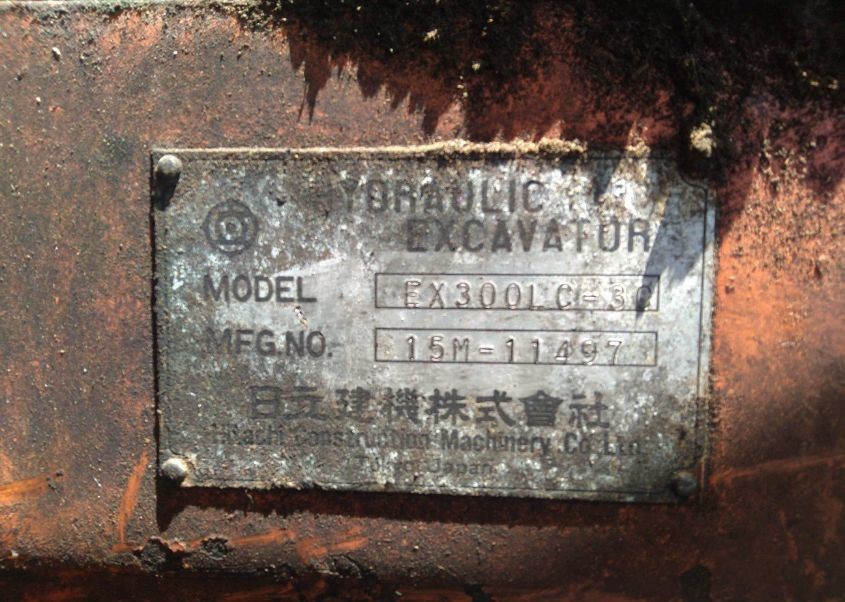 HYDRAULIC
EXCAVATOR
MODEL EX300LC-3C
MFG.NO. 15M-11497
日立建機株式會社
Hitachi Construction Machinery Co.Ltd.
Tokyo Japan